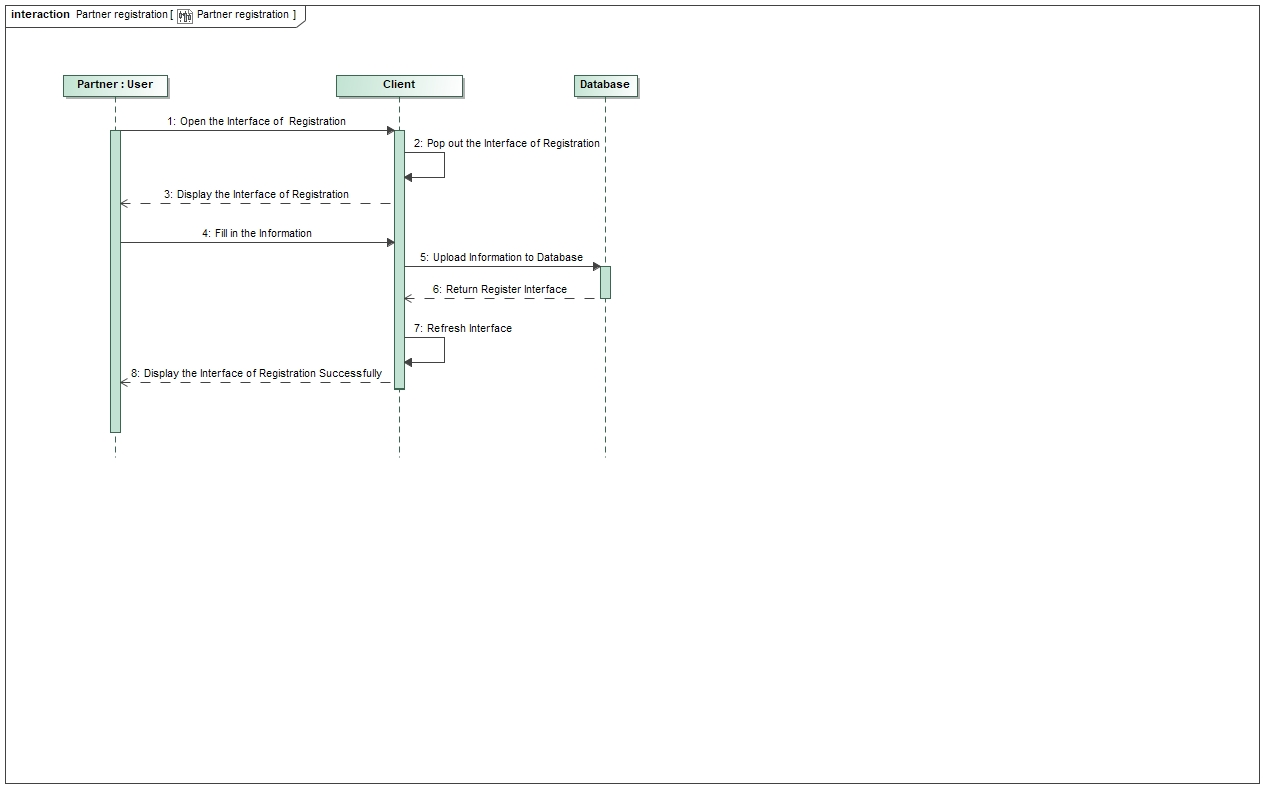 interaction Partner registration [ Partner registration ]
Partner : User
Client
Database
1: Open the Interface of  Registration
2: Pop out the Interface of Registration
3: Display the Interface of Registration
4: Fill in the Information
5: Upload Information to Database
6: Return Register Interface
7: Refresh Interface
8: Display the Interface of Registration Successfully